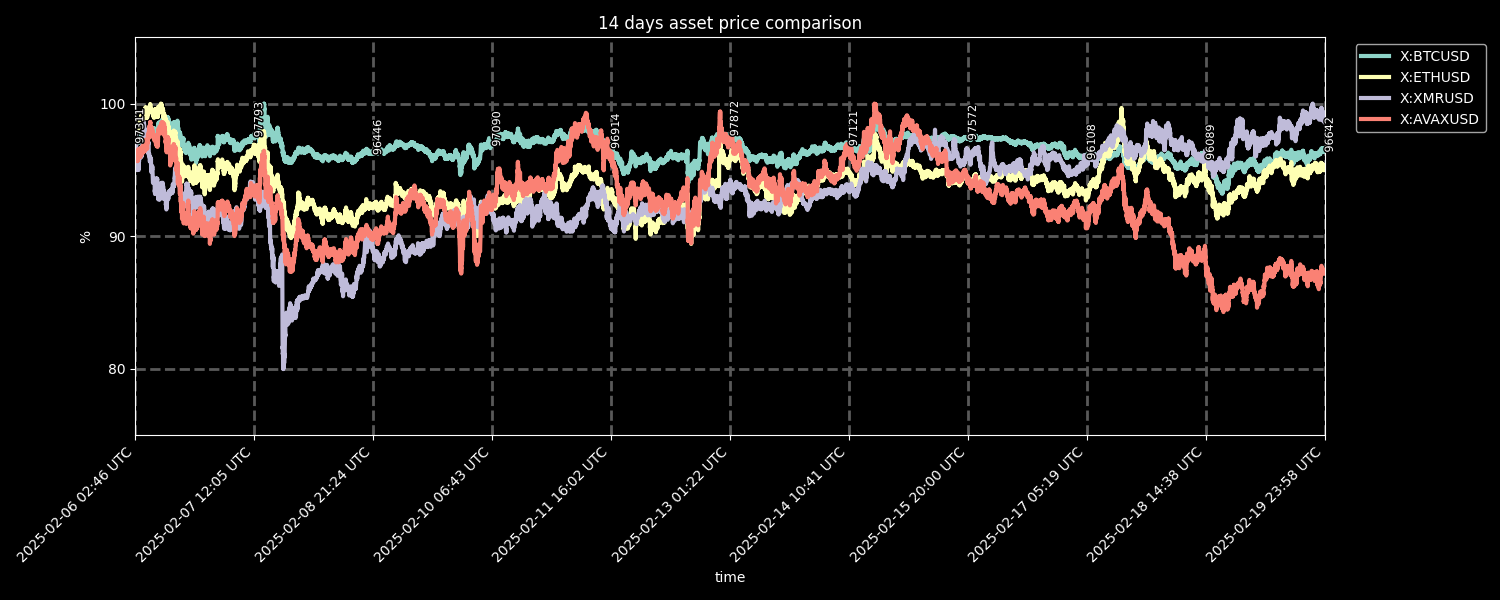 14 days asset price comparison
X:BTCUSD
X:ETHUSD
X:XMRUSD
X:AVAXUSD
100
90
80
%
97793
96446
97090
96914
97872
97121
97572
96108
96089
96642
2025-02-06 02:46 UTC
2025-02-07 12:05 UTC
2025-02-08 21:24 UTC
2025-02-10 06:43 UTC
2025-02-11 16:02 UTC
2025-02-13 01:22 UTC
2025-02-14 10:41 UTC
2025-02-15 20:00 UTC
2025-02-17 05:19 UTC
2025-02-18 14:38 UTC
2025-02-19 23:58 UTC
time